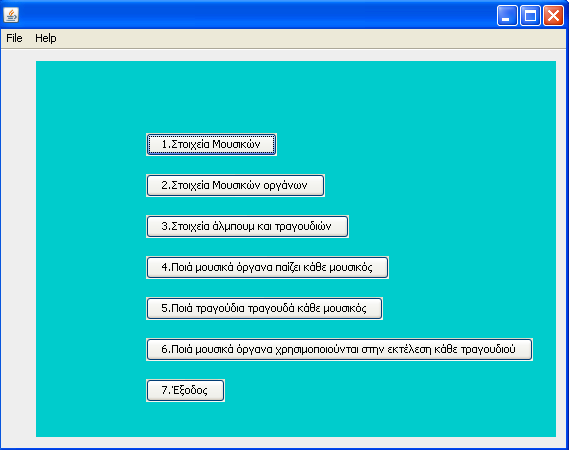 File Help
1.Στοιχεία Μουσικών
2.Στοιχεία Μουσικών οργάνων
3.Στοιχεία άλμπουμ και τραγουδιών
4.Ποιά μουσικά όργανα παίζει κάθε μουσικός
5.Ποιά τραγούδια τραγουδά κάθε μουσικός
6.Ποιά μουσικά όργανα χρησιμοποιούνται στην εκτέλεση κάθε τραγουδιού
7.Έξοδος